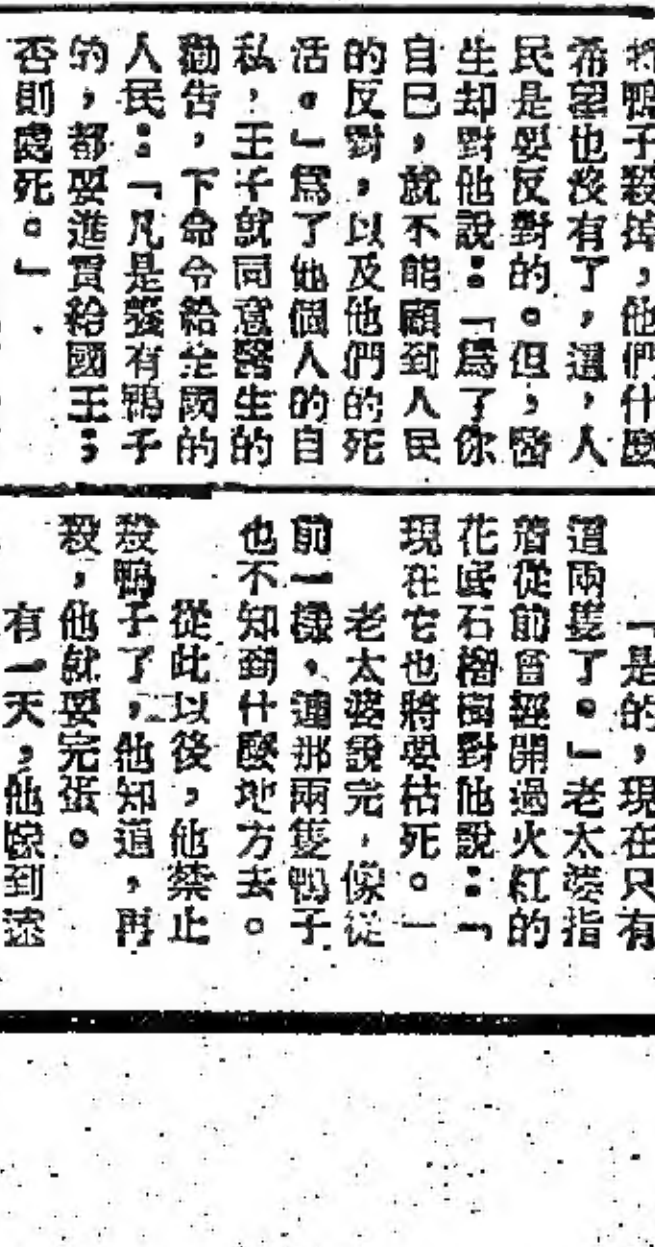 將鴨子殺掉，他們什麼
希望也沒有了，這，人
民是要反對的。但，醫
生却對他說：「爲了你
自己，就不能顧到人民
的反對，以及他們的死
活。」爲了他個人的自
私，王子就同意醫生的
勸告，下命令給全國的
人民：「凡是養有鴨子
的，都要進貢給國王；
否則處死。」
「是的，現在只有
這兩隻了。」老太婆指
着從前曾經開過火紅的
花底石榴樹對他說：「
現在它也將要枯死。」
老太婆說完，像從
前一樣，連那兩隻鴨子
也不知到什麼地方去。
從此以後，他禁止
殺鴨子了，他知道，再
殺，他就要完蛋。
有一天，他像到遠